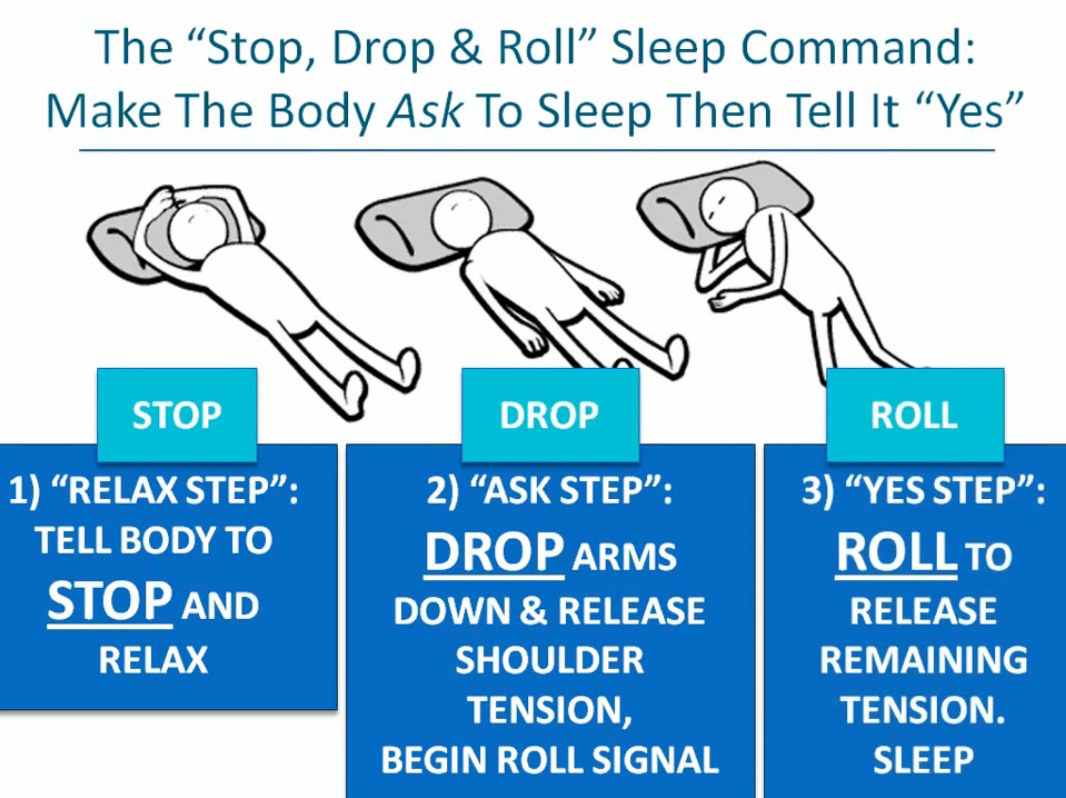 The “Stop, Drop & Roll” Sleep Command:
Make The Body Ask To Sleep Then Tell It “Yes”
STOP
1) “RELAX STEP”:
TELL BODY TO
STOP AND
RELAX
DROP
2) “ASK STEP”:
DROP ARMS
DOWN & RELEASE
SHOULDER
TENSION,
BEGIN ROLL SIGNAL
ROLL
3) “YES STEP”:
ROLL TO
RELEASE
REMAINING
TENSION.
SLEEP